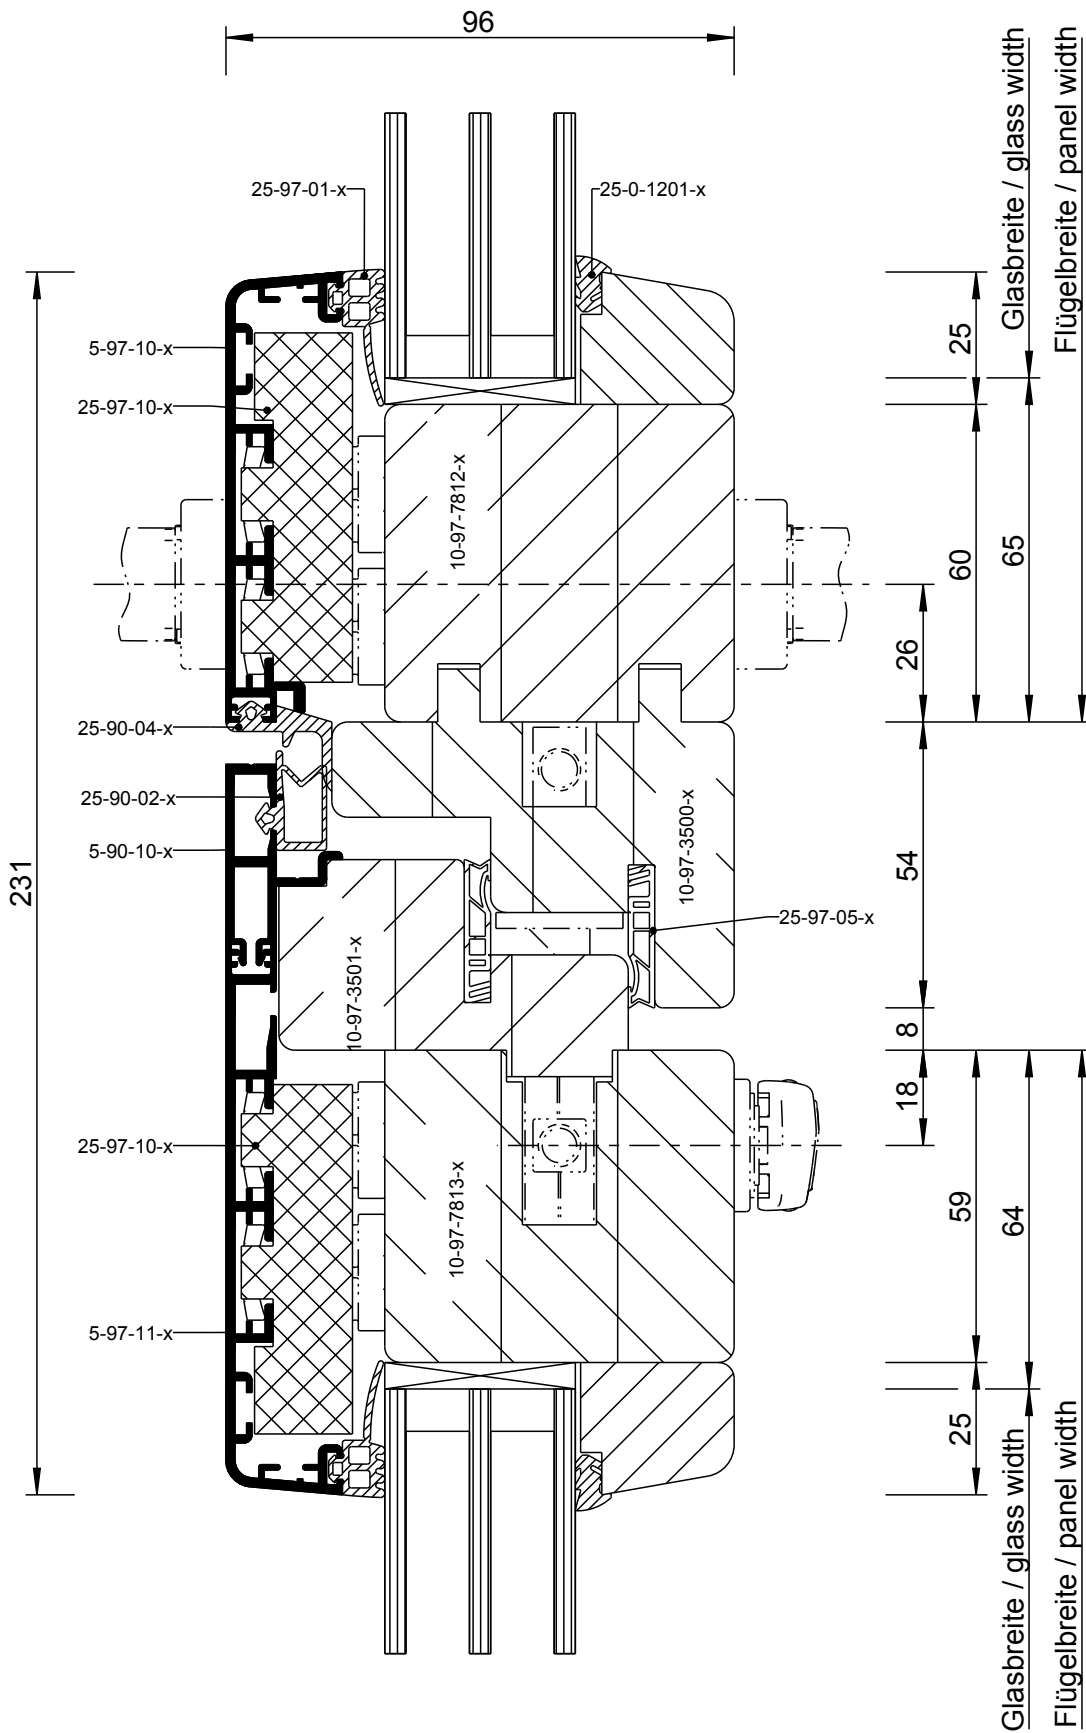 96
Glasbreite / glass width
Flügelbreite / panel width
25-97-01-x
25-0-1201-x
25
5-97-10-x
25-97-10-x
10-97-7812-x
60
65
26
25-90-04-x
25-90-02-x
5-90-10-x
10-97-3500-x
54
231
25-97-05-x
10-97-3501-x
8
18
25-97-10-x
10-97-7813-x
59
64
5-97-11-x
25
Glasbreite / glass width
Flügelbreite / panel width